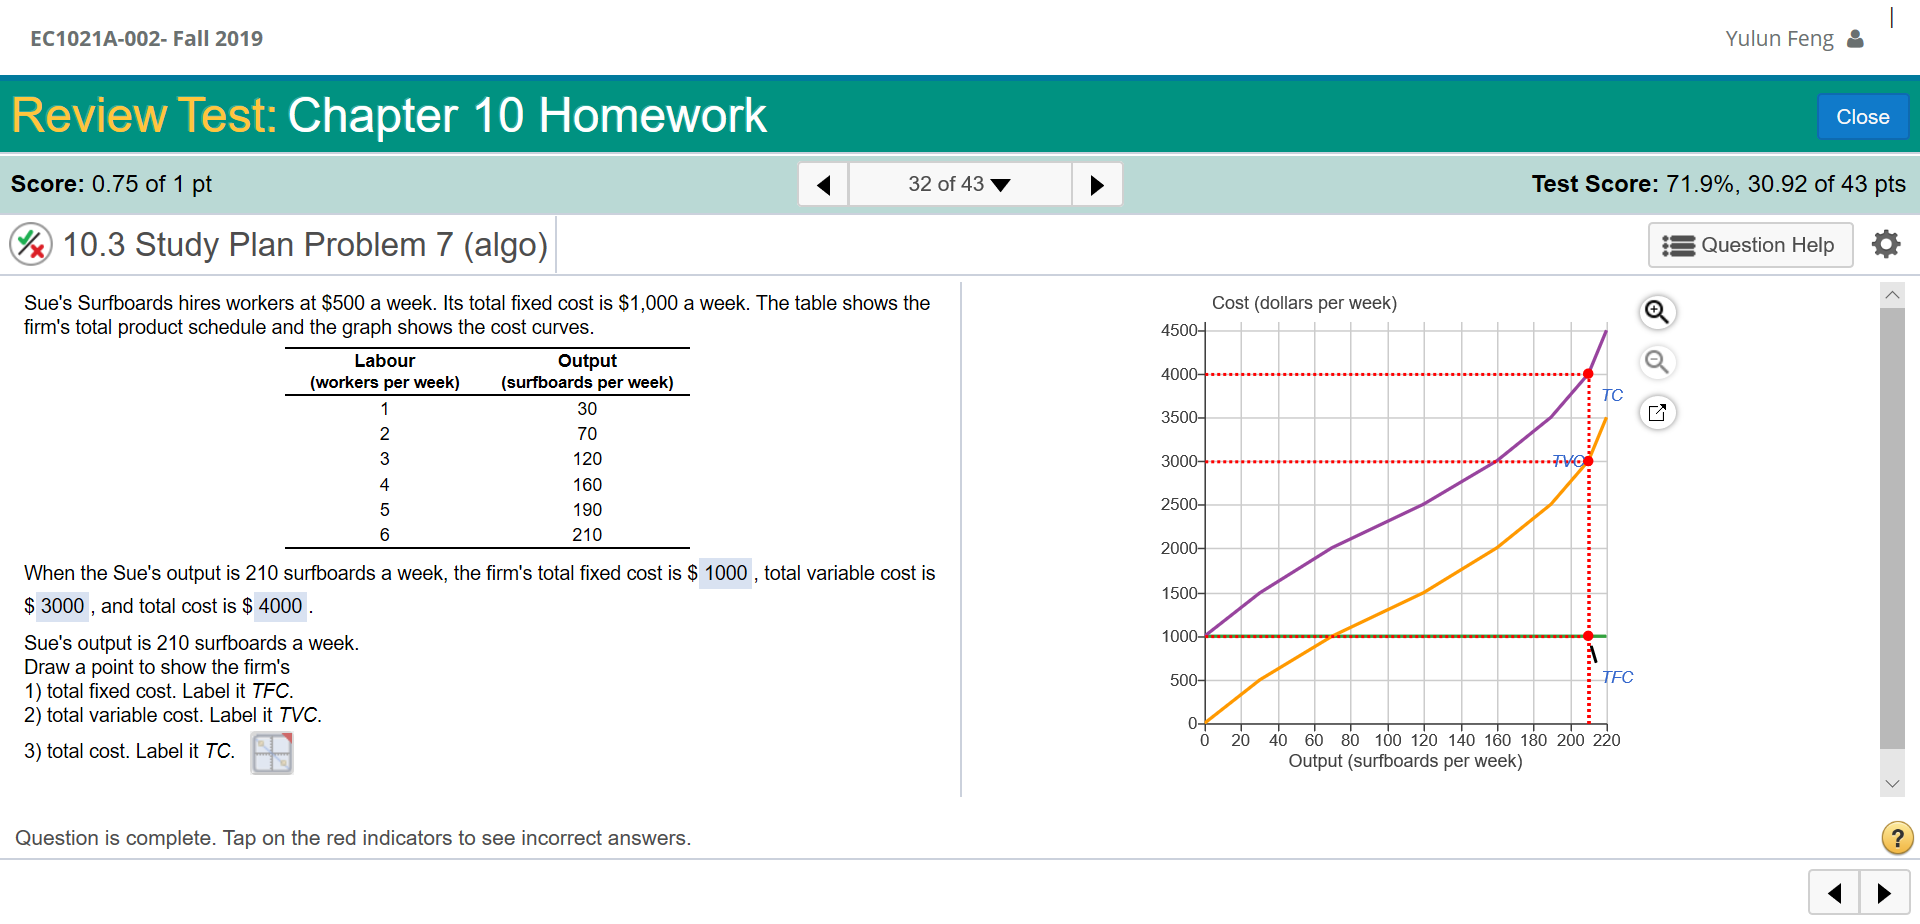 EC1021A-002- Fall 2019
Yulun Feng
Review Test: Chapter 10 Homework
Close
Score: 0.75 of 1 pt
32 of 43
Test Score: 71.9%, 30.92 of 43 pts
10.3 Study Plan Problem 7 (algo)
Question Help
Sue's Surfboards hires workers at $500 a week. Its total fixed cost is $1,000 a week. The table shows the
firm's total product schedule and the graph shows the cost curves.
Labour Output
(workers per week) (surfboards per week)
1 30
2 70
3 120
4 160
5 190
6 210
When the Sue's output is 210 surfboards a week, the firm's total fixed cost is $ 1000 , total variable cost is
$ 3000 , and total cost is $ 4000 .
Sue's output is 210 surfboards a week.
Draw a point to show the firm's
1) total fixed cost. Label it TFC.
2) total variable cost. Label it TVC.
3) total cost. Label it TC.
Cost (dollars per week)
4500
4000
TC
3500
3000
TVC
2500
2000
1500
1000
500
TFC
0
0 20 40 60 80 100 120 140 160 180 200 220
Output (surfboards per week)
Question is complete. Tap on the red indicators to see incorrect answers.
?